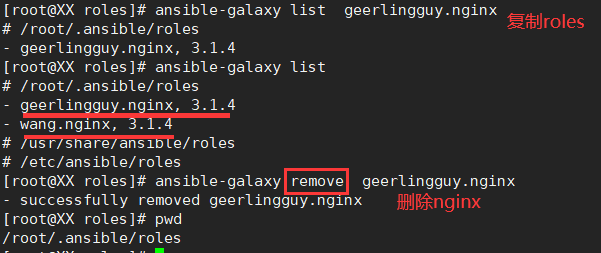 [root@XX roles]# ansible-galaxy list  geerlingguy.nginx
复制roles
# /root/.ansible/roles
- geerlingguy.nginx, 3.1.4
[root@XX roles]# ansible-galaxy list
# /root/.ansible/roles
- geerlingguy.nginx, 3.1.4
- wang.nginx, 3.1.4
# /usr/share/ansible/roles
# /etc/ansible/roles
[root@XX roles]# ansible-galaxy remove  geerlingguy.nginx
- successfully removed geerlingguy.nginx
删除nginx
[root@XX roles]# pwd
/root/.ansible/roles
[root@XX roles]#